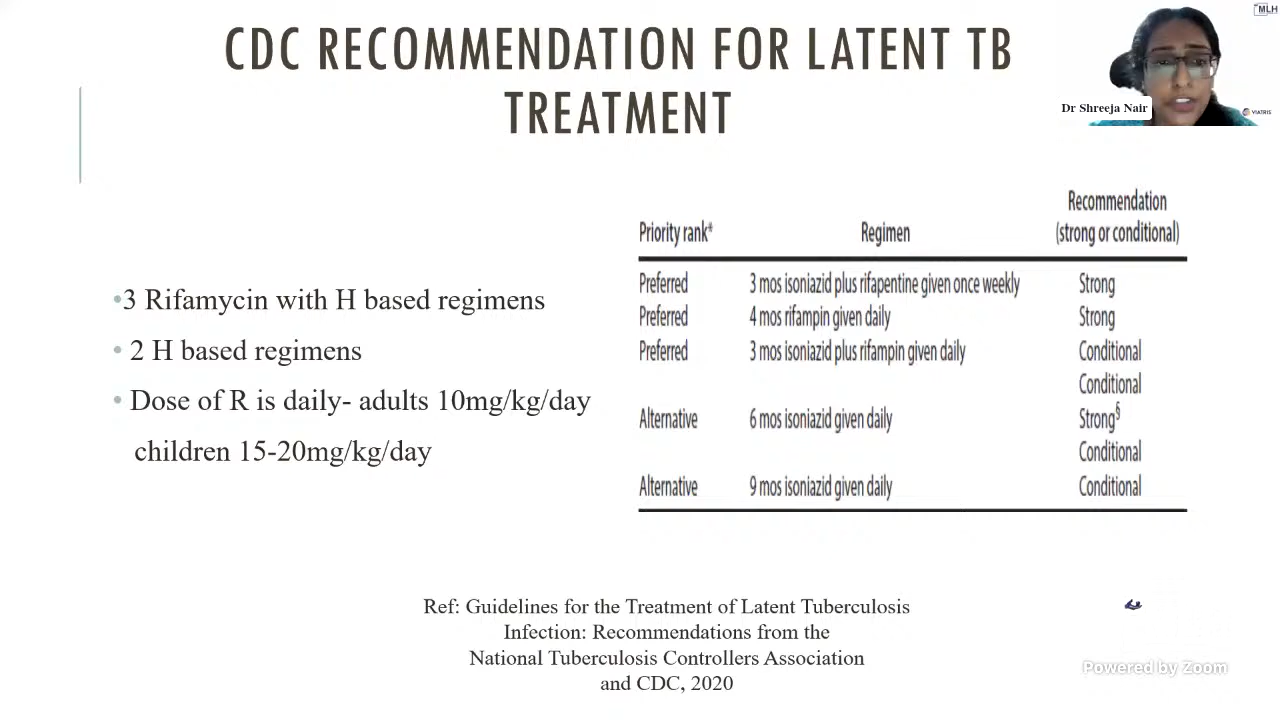 CDC RECOMMENDATION FOR LATENT TB
TREATMENT
MLH
Dr Shreeja Nair
VIATRIS
•3 Rifamycin with H based regimens
• 2 H based regimens
• Dose of R is daily- adults 10mg/kg/day
children 15-20mg/kg/day
Recommendation
Priority rank* Regimen (strong or conditional)
Preferred 3 mos isoniazid plus rifapentine given once weekly Strong
Preferred 4 mos rifampin given daily Strong
Preferred 3 mos isoniazid plus rifampin given daily Conditional
Conditional
Alternative 6 mos isoniazid given daily Strong§
Conditional
Alternative 9 mos isoniazid given daily Conditional
Ref: Guidelines for the Treatment of Latent Tuberculosis
Infection: Recommendations from the
National Tuberculosis Controllers Association
and CDC, 2020
Powered by Zoom